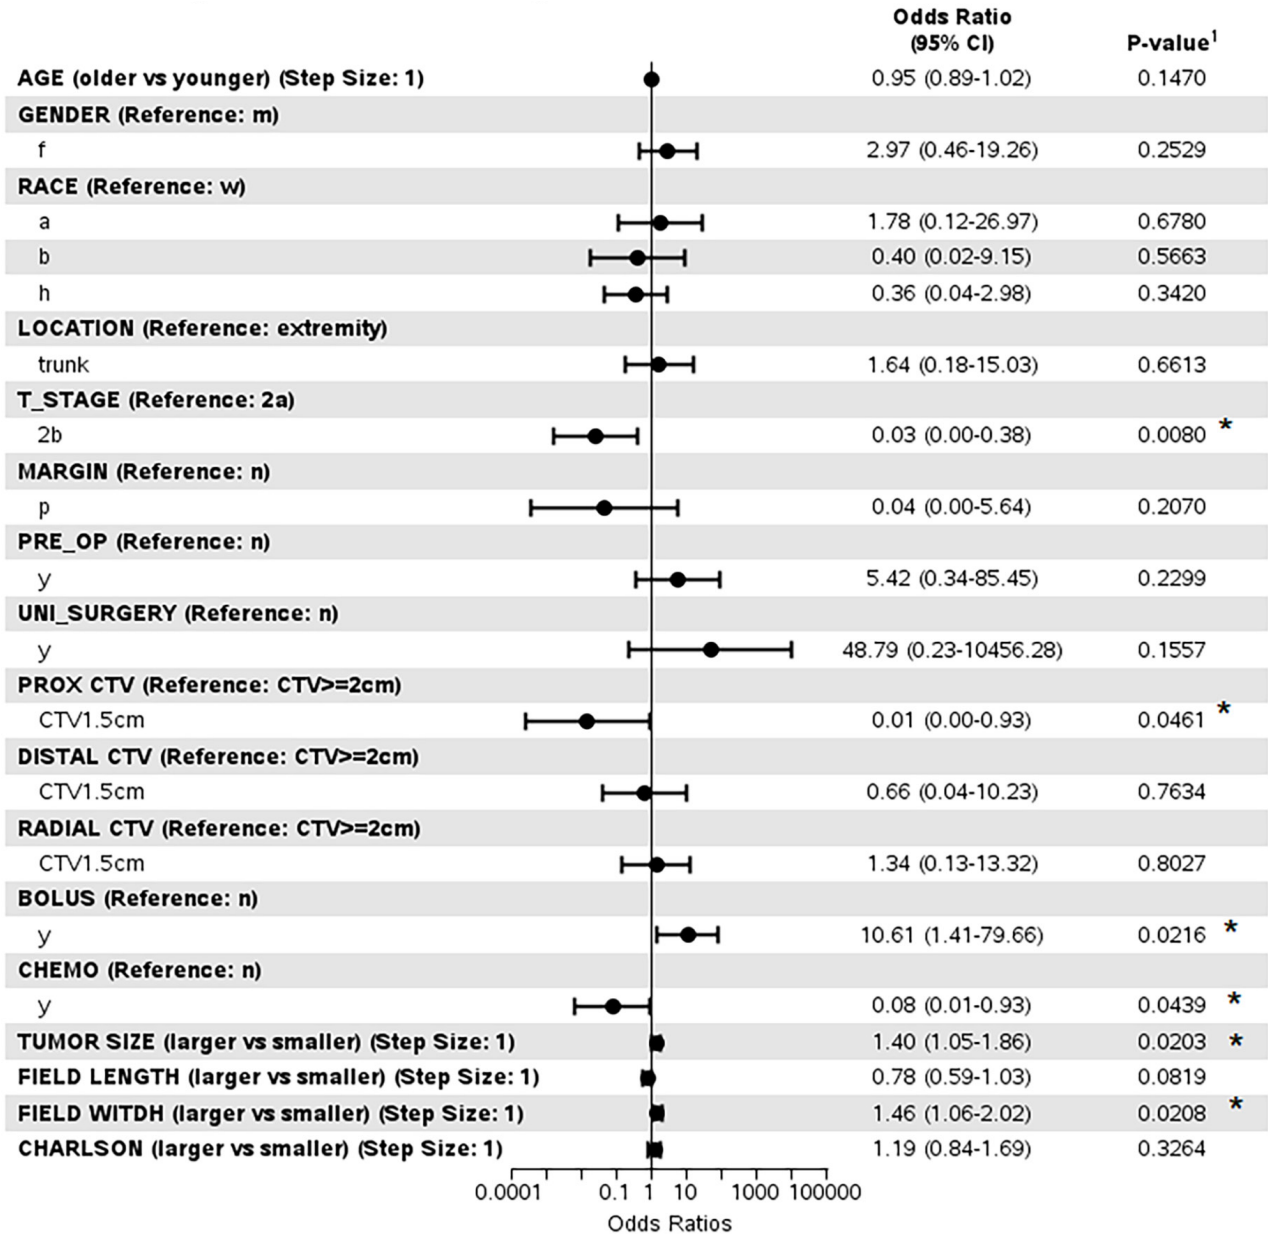 Odds Ratio
(95% CI) P-value1
AGE (older vs younger) (Step Size: 1) 0.95 (0.89-1.02) 0.1470
GENDER (Reference: m)
f 2.97 (0.46-19.26) 0.2529
RACE (Reference: w)
a 1.78 (0.12-26.97) 0.6780
b 0.40 (0.02-9.15) 0.5663
h 0.36 (0.04-2.98) 0.3420
LOCATION (Reference: extremity)
trunk 1.64 (0.18-15.03) 0.6613
T_STAGE (Reference: 2a)
2b 0.03 (0.00-0.38) 0.0080 *
MARGIN (Reference: n)
p 0.04 (0.00-5.64) 0.2070
PRE_OP (Reference: n)
y 5.42 (0.34-85.45) 0.2299
UNI_SURGERY (Reference: n)
y 48.79 (0.23-10456.28) 0.1557
PROX CTV (Reference: CTV>=2cm)
CTV1.5cm 0.01 (0.00-0.93) 0.0461 *
DISTAL CTV (Reference: CTV>=2cm)
CTV1.5cm 0.66 (0.04-10.23) 0.7634
RADIAL CTV (Reference: CTV>=2cm)
CTV1.5cm 1.34 (0.13-13.32) 0.8027
BOLUS (Reference: n)
y 10.61 (1.41-79.66) 0.0216 *
CHEMO (Reference: n)
y 0.08 (0.01-0.93) 0.0439 *
TUMOR SIZE (larger vs smaller) (Step Size: 1) 1.40 (1.05-1.86) 0.0203 *
FIELD LENGTH (larger vs smaller) (Step Size: 1) 0.78 (0.59-1.03) 0.0819
FIELD WITDH (larger vs smaller) (Step Size: 1) 1.46 (1.06-2.02) 0.0208 *
CHARLSON (larger vs smaller) (Step Size: 1) 1.19 (0.84-1.69) 0.3264
0.0001 0.1 1 10 1000 100000
Odds Ratios